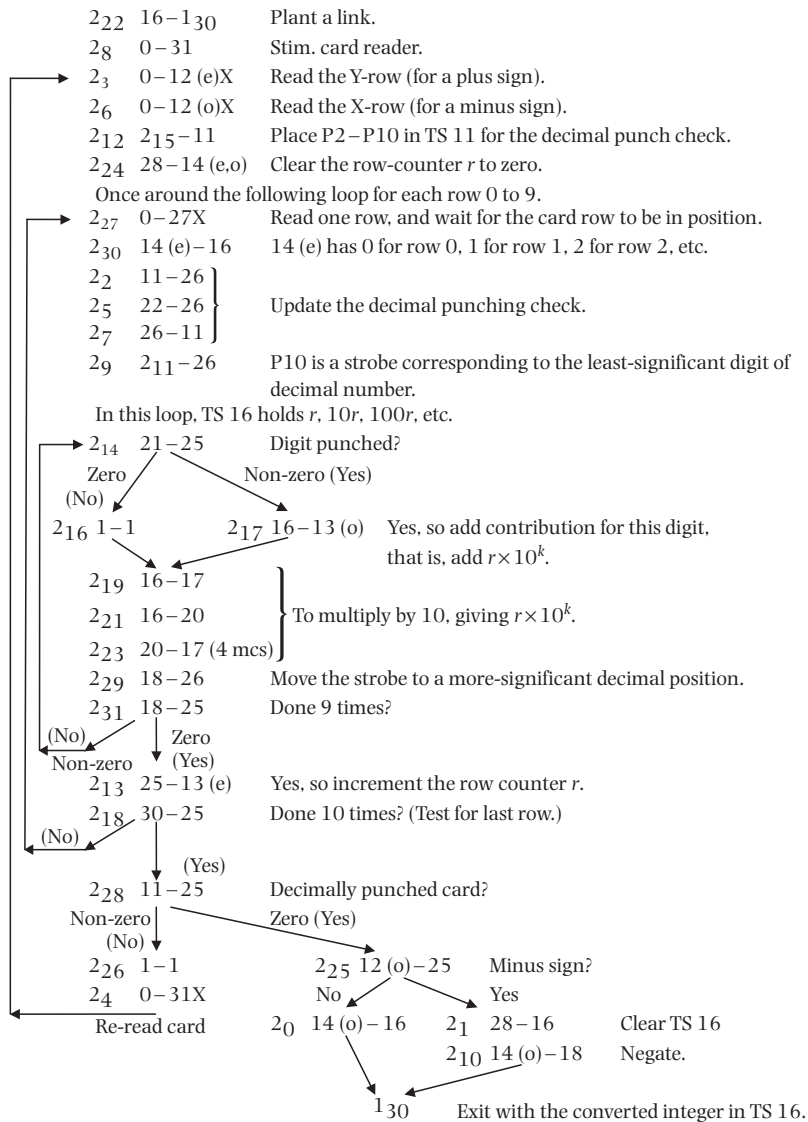 2₂₂ 16–1₃₀ Plant a link.
2₈ 0–31 Stim. card reader.
2₃ 0–12 (e)X Read the Y-row (for a plus sign).
2₆ 0–12 (o)X Read the X-row (for a minus sign).
2₁₂ 2₁₅–11 Place P2–P10 in TS 11 for the decimal punch check.
2₂₄ 28–14 (e,o) Clear the row-counter r to zero.
Once around the following loop for each row 0 to 9.
2₂₇ 0–27X Read one row, and wait for the card row to be in position.
2₃₀ 14 (e)–16 14 (e) has 0 for row 0, 1 for row 1, 2 for row 2, etc.
2₂ 11–26
2₅ 22–26 Update the decimal punching check.
2₇ 26–11
2₉ 2₁₁–26 P10 is a strobe corresponding to the least-significant digit of
decimal number.
In this loop, TS 16 holds r, 10r, 100r, etc.
2₁₄ 21–25 Digit punched?
Zero Non-zero (Yes)
(No)
2₁₆ 1–1 2₁₇ 16–13 (o) Yes, so add contribution for this digit,
that is, add r×10ᵏ.
2₁₉ 16–17
2₂₁ 16–20 To multiply by 10, giving r×10ᵏ.
2₂₃ 20–17 (4 mcs)
2₂₉ 18–26 Move the strobe to a more-significant decimal position.
2₃₁ 18–25 Done 9 times?
(No) Zero
Non-zero (Yes)
2₁₃ 25–13 (e) Yes, so increment the row counter r.
2₁₈ 30–25 Done 10 times? (Test for last row.)
(No)
(Yes)
2₂₈ 11–25 Decimally punched card?
Non-zero Zero (Yes)
(No)
2₂₆ 1–1 2₂₅ 12 (o)–25 Minus sign?
2₄ 0–31X No Yes
Re-read card 2₀ 14 (o)–16 2₁ 28–16 Clear TS 16
2₁₀ 14 (o)–18 Negate.
1₃₀ Exit with the converted integer in TS 16.